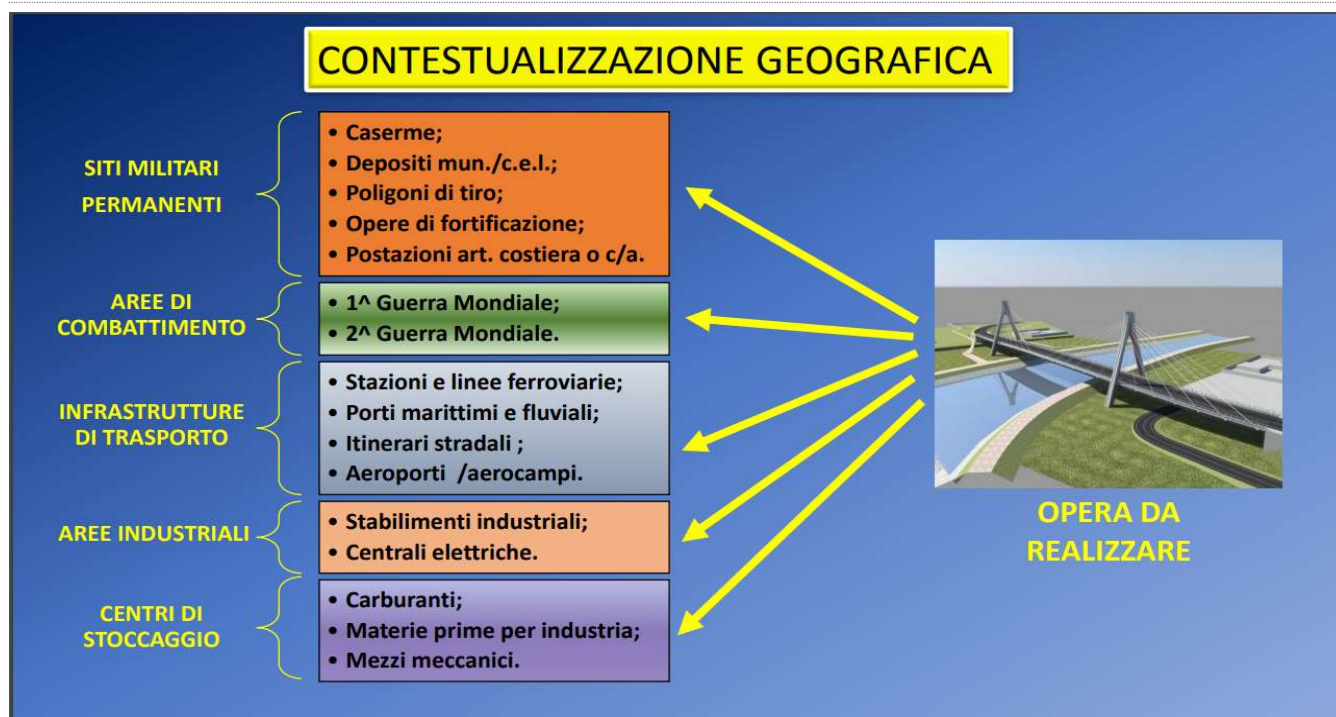 CONTESTUALIZZAZIONE GEOGRAFICA
SITI MILITARI
PERMANENTI
• Caserme;
• Depositi mun./c.e.l.;
• Poligoni di tiro;
• Opere di fortificazione;
• Postazioni art. costiera o c/a.
AREE DI
COMBATTIMENTO
• 1^ Guerra Mondiale;
• 2^ Guerra Mondiale.
INFRASTRUTTURE
DI TRASPORTO
• Stazioni e linee ferroviarie;
• Porti marittimi e fluviali;
• Itinerari stradali ;
• Aeroporti /aerocampi.
AREE INDUSTRIALI
• Stabilimenti industriali;
• Centrali elettriche.
CENTRI DI
STOCCAGGIO
• Carburanti;
• Materie prime per industria;
• Mezzi meccanici.
OPERA DA
REALIZZARE